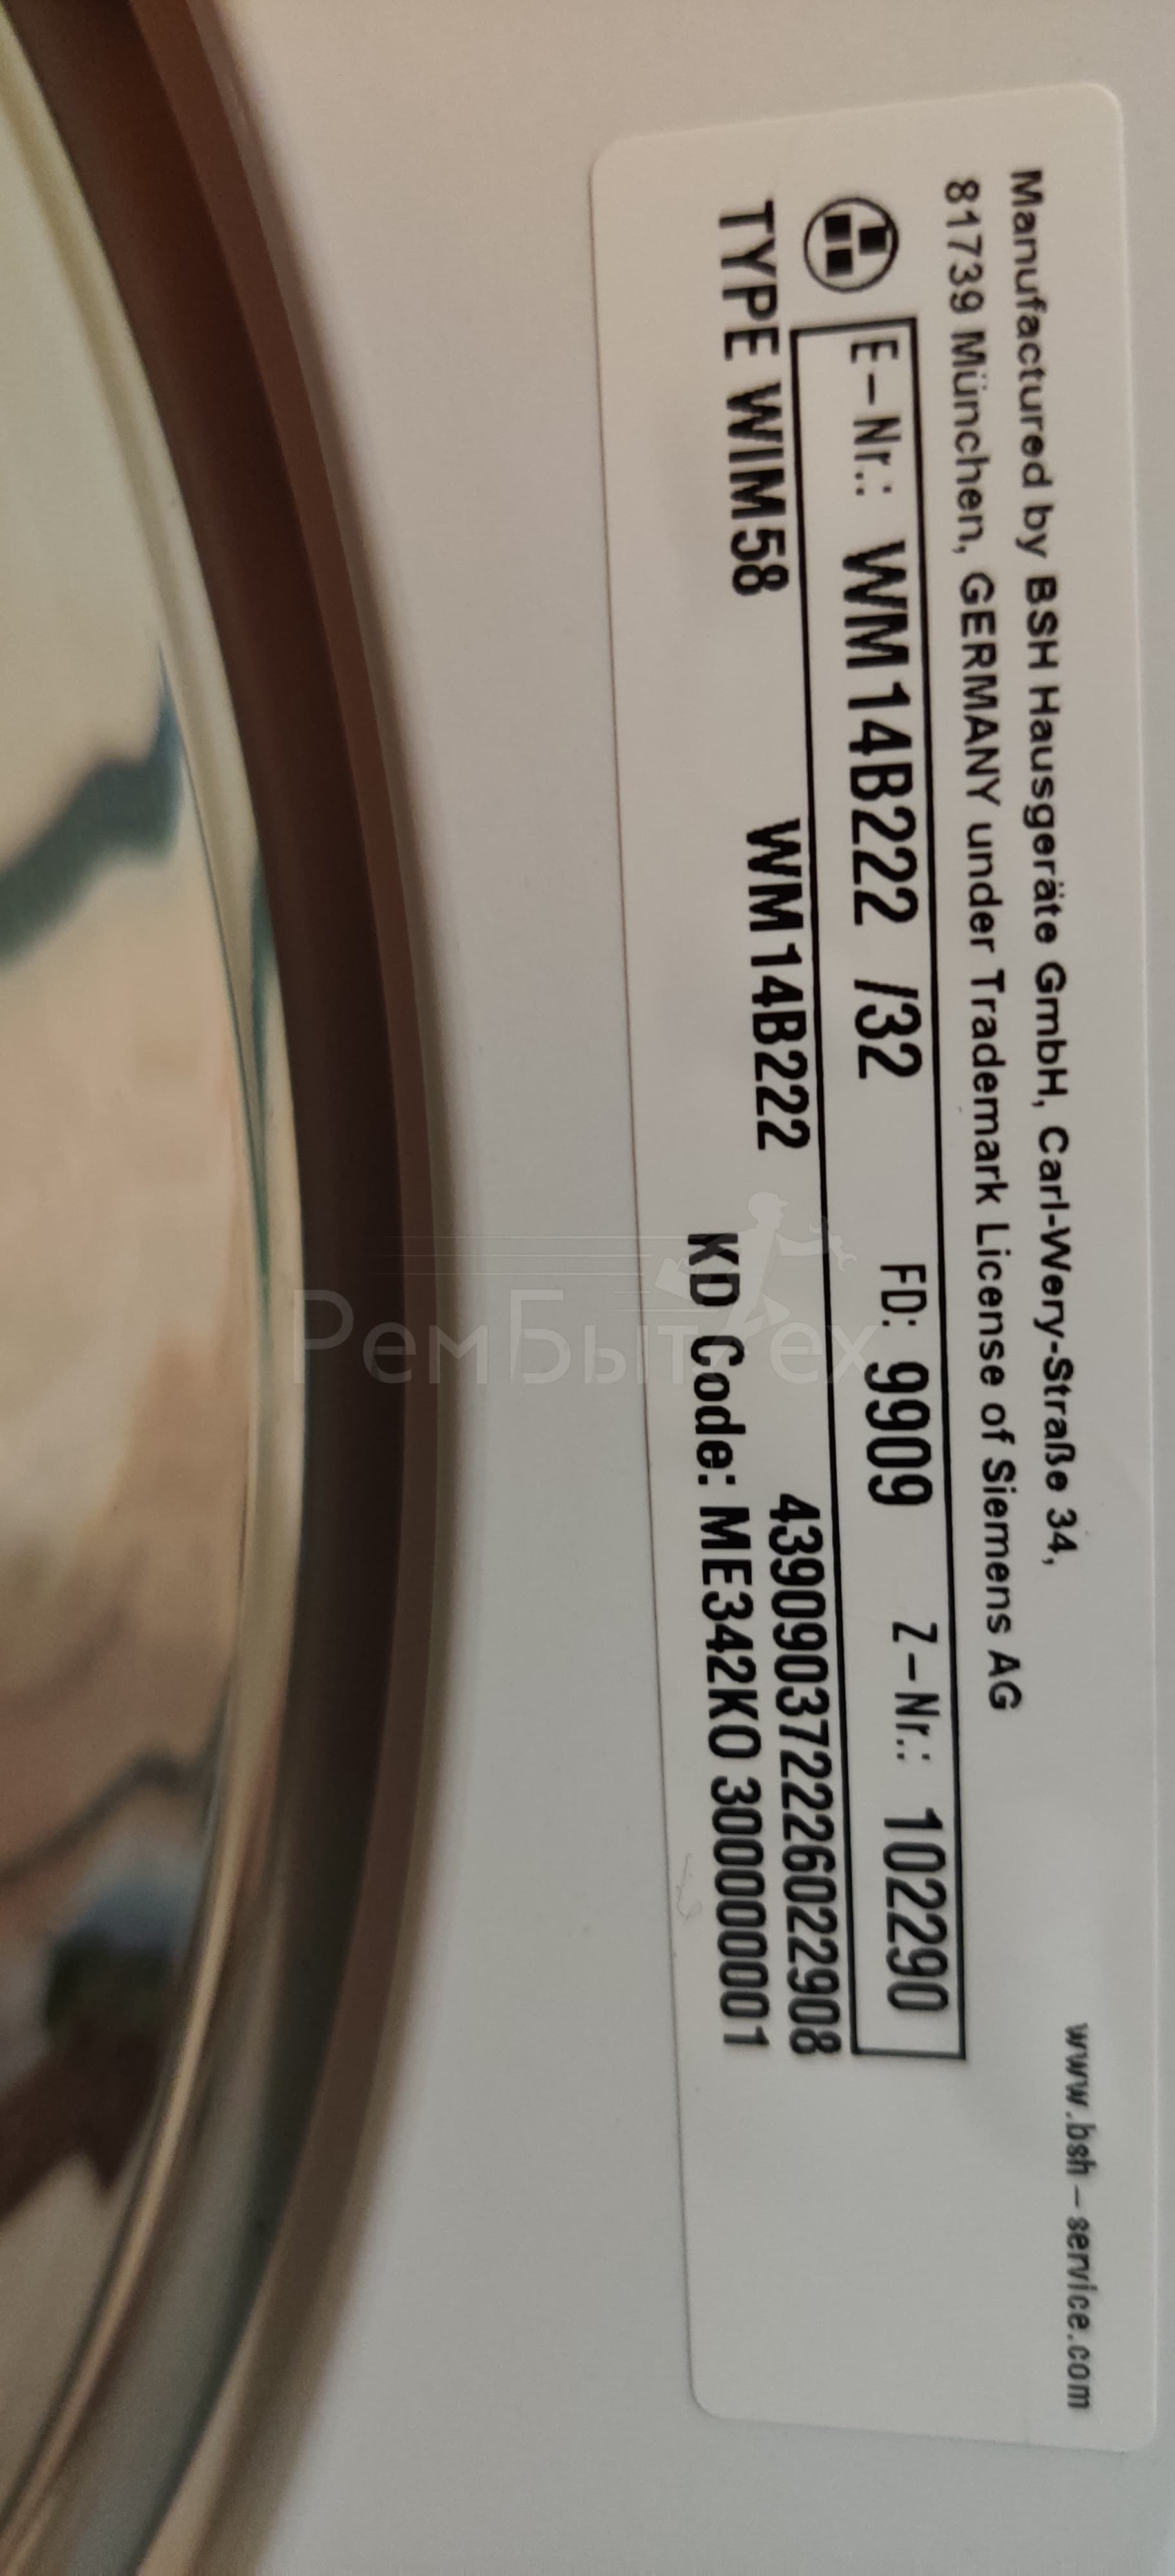 Manufactured by BSH Hausgeräte GmbH, Carl-Wery-Straße 34,
www.bsh-service.com
81739 München, GERMANY under Trademark License of Siemens AG
E-Nr.: WM14B222 /32 FD: 9909 Z-Nr.: 102290
TYPE WIM58 WM14B222 439090372226022908
KD Code: ME342KO 300000001
РемБытТех